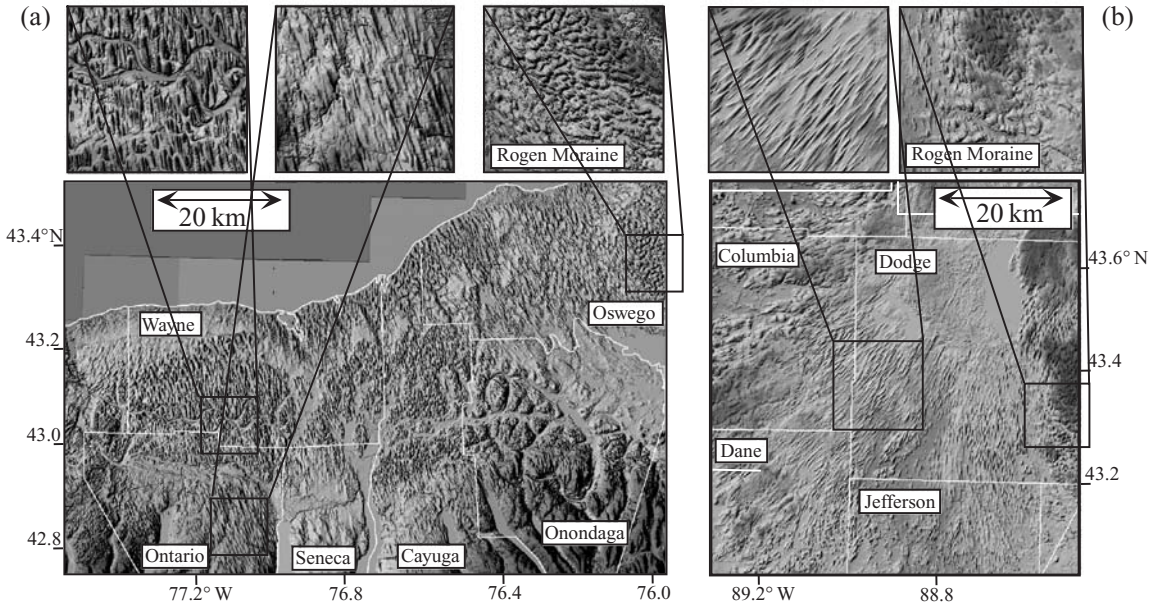 (a)
(b)
Rogen Moraine
Rogen Moraine
20 km
20 km
43.4° N
43.2
43.0
42.8
Wayne
Oswego
Ontario
Seneca
Cayuga
Onondaga
77.2° W
76.8
76.4
76.0
Columbia
Dodge
Dane
Jefferson
43.6° N
43.4
43.2
89.2° W
88.8